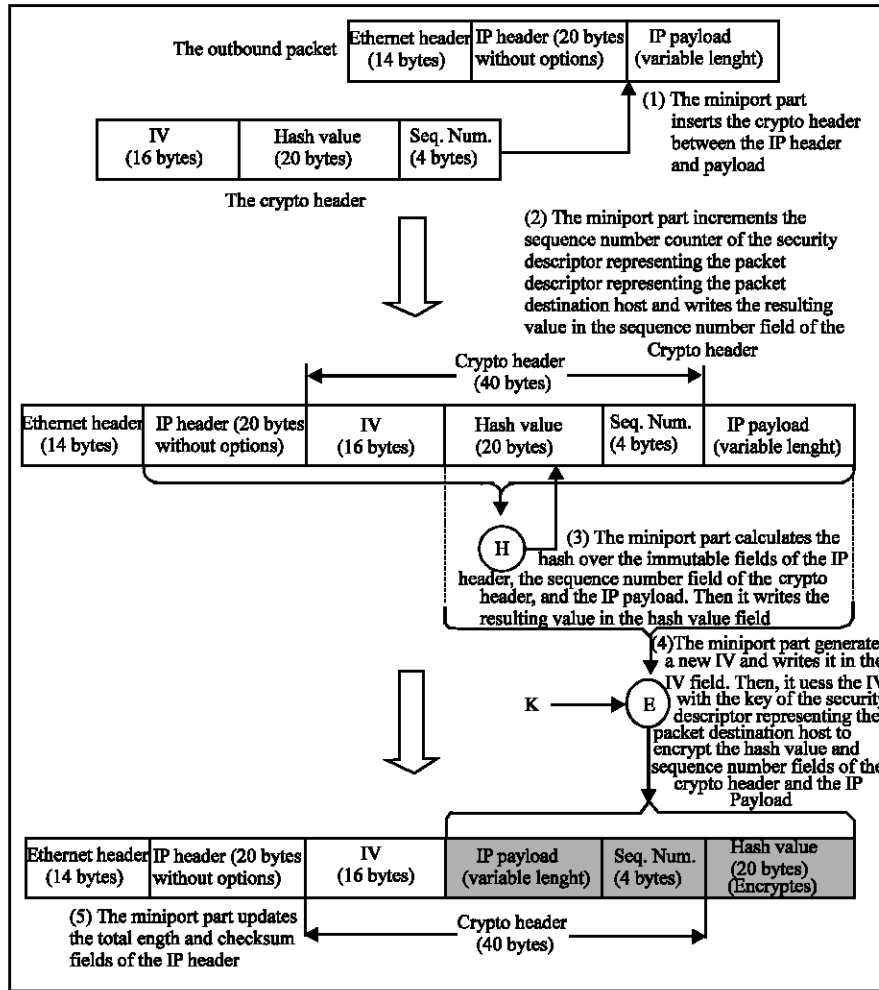 The outbound packet
Ethernet header
(14 bytes)
IP header (20 bytes
without options)
IP payload
(variable lenght)
(1) The miniport part
inserts the crypto header
between the IP header
and payload
IV
(16 bytes)
Hash value
(20 bytes)
Seq. Num.
(4 bytes)
The crypto header
(2) The miniport part increments the
sequence number counter of the security
descriptor representing the packet
descriptor representing the packet
destination host and writes the resulting
value in the sequence number field of the
Crypto header
Crypto header
(40 bytes)
Ethernet header
(14 bytes)
IP header (20 bytes
without options)
IV
(16 bytes)
Hash value
(20 bytes)
Seq. Num.
(4 bytes)
IP payload
(variable lenght)
H
(3) The miniport part calculates the
hash over the immutable fields of the IP
header, the sequence number field of the crypto
header, and the IP payload. Then it writes the
resulting value in the hash value field
(4)The miniport part generates
a new IV and writes it in the
IV field. Then, it uess the IV
with the key of the security
descriptor representing the
packet destination host to
encrypt the hash value and
sequence number fields of the
crypto header and the IP
Payload
K
E
Ethernet header
(14 bytes)
IP header (20 bytes
without options)
IV
(16 bytes)
IP payload
(variable lenght)
Seq. Num.
(4 bytes)
Hash value
(20 bytes)
(Encryptes)
(5) The miniport part updates
the total ength and checksum
fields of the IP header
Crypto header
(40 bytes)